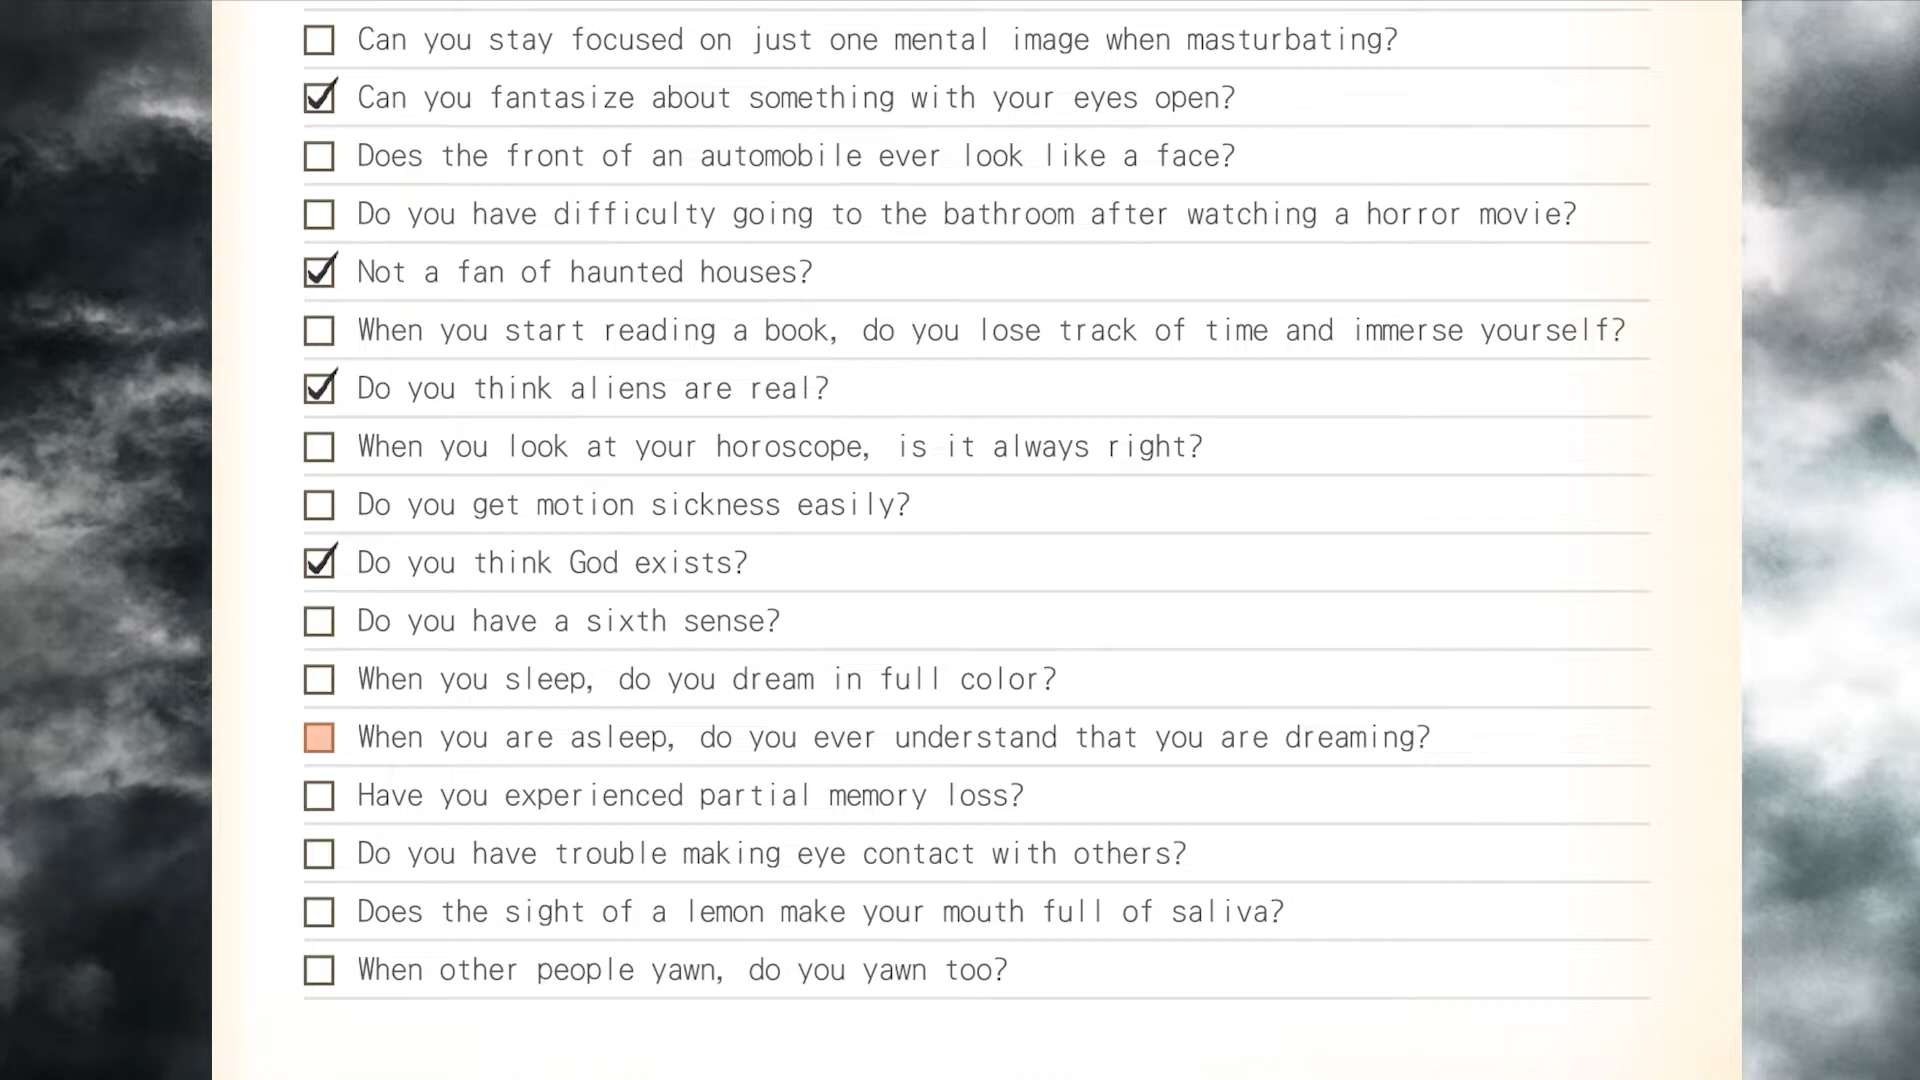 Can you stay focused on just one mental image when masturbating?
Can you fantasize about something with your eyes open?
Does the front of an automobile ever look like a face?
Do you have difficulty going to the bathroom after watching a horror movie?
Not a fan of haunted houses?
When you start reading a book, do you lose track of time and immerse yourself?
Do you think aliens are real?
When you look at your horoscope, is it always right?
Do you get motion sickness easily?
Do you think God exists?
Do you have a sixth sense?
When you sleep, do you dream in full color?
When you are asleep, do you ever understand that you are dreaming?
Have you experienced partial memory loss?
Do you have trouble making eye contact with others?
Does the sight of a lemon make your mouth full of saliva?
When other people yawn, do you yawn too?